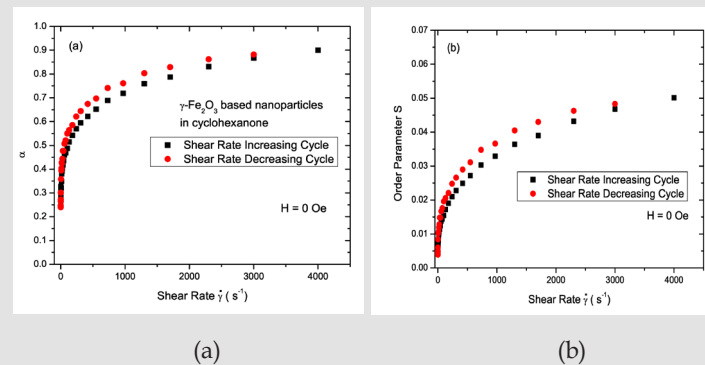 (a)
1.0
0.9
0.8
0.7
0.6
0.5
0.4
0.3
0.2
0.1
0.0
α
γ-Fe₂O₃ based nanoparticles
in cyclohexanone
Shear Rate Increasing Cycle
Shear Rate Decreasing Cycle
H = 0 Oe
0 1000 2000 3000 4000
Shear Rate γ̇ ( s⁻¹)
(a)
(b)
0.07
0.06
0.05
0.04
0.03
0.02
0.01
0.00
Order Parameter S
Shear Rate Increasing Cycle
Shear Rate Decreasing Cycle
H = 0 Oe
0 1000 2000 3000 4000
Shear Rate γ̇ ( s⁻¹)
(b)